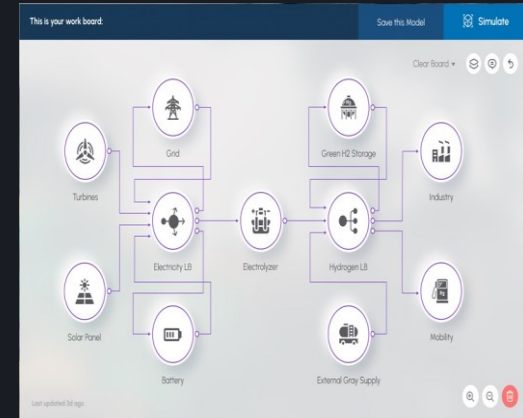 This is your work board:
Save this Model
Simulate
Clear Board
Grid
Green H2 Storage
Turbines
Industry
Electricity LB
Electrolyzer
Hydrogen LB
Solar Panel
Mobility
Battery
External Gray Supply
Last updated 3d ago